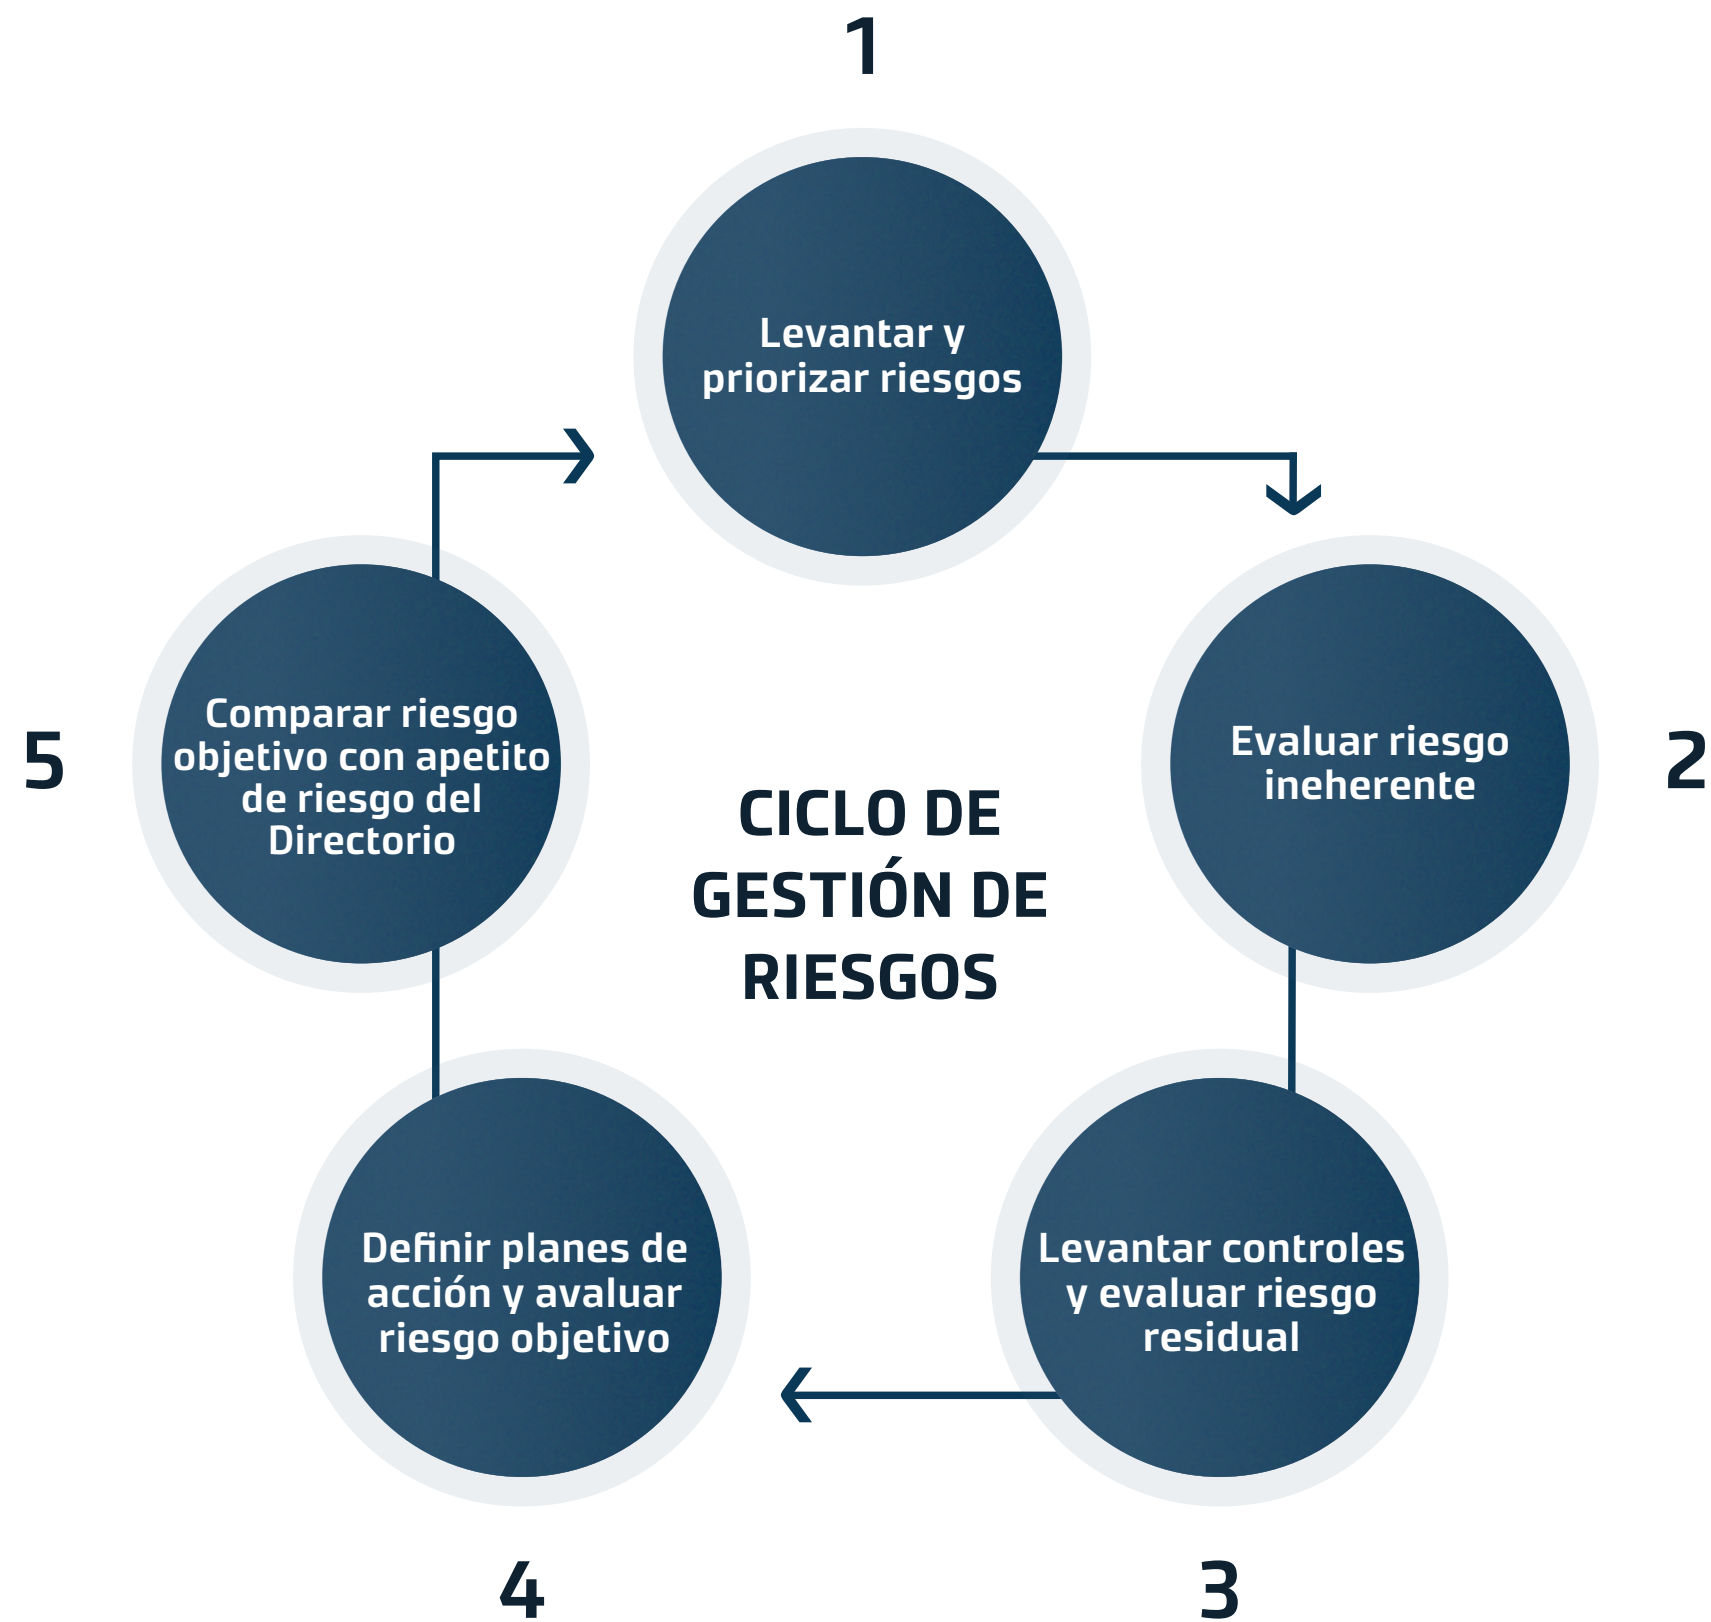 1
Levantar y
priorizar riesgos
2
Evaluar riesgo
ineherente
3
Levantar controles
y evaluar riesgo
residual
4
Definir planes de
acción y avaluar
riesgo objetivo
5
Comparar riesgo
objetivo con apetito
de riesgo del
Directorio
CICLO DE
GESTIÓN DE
RIESGOS